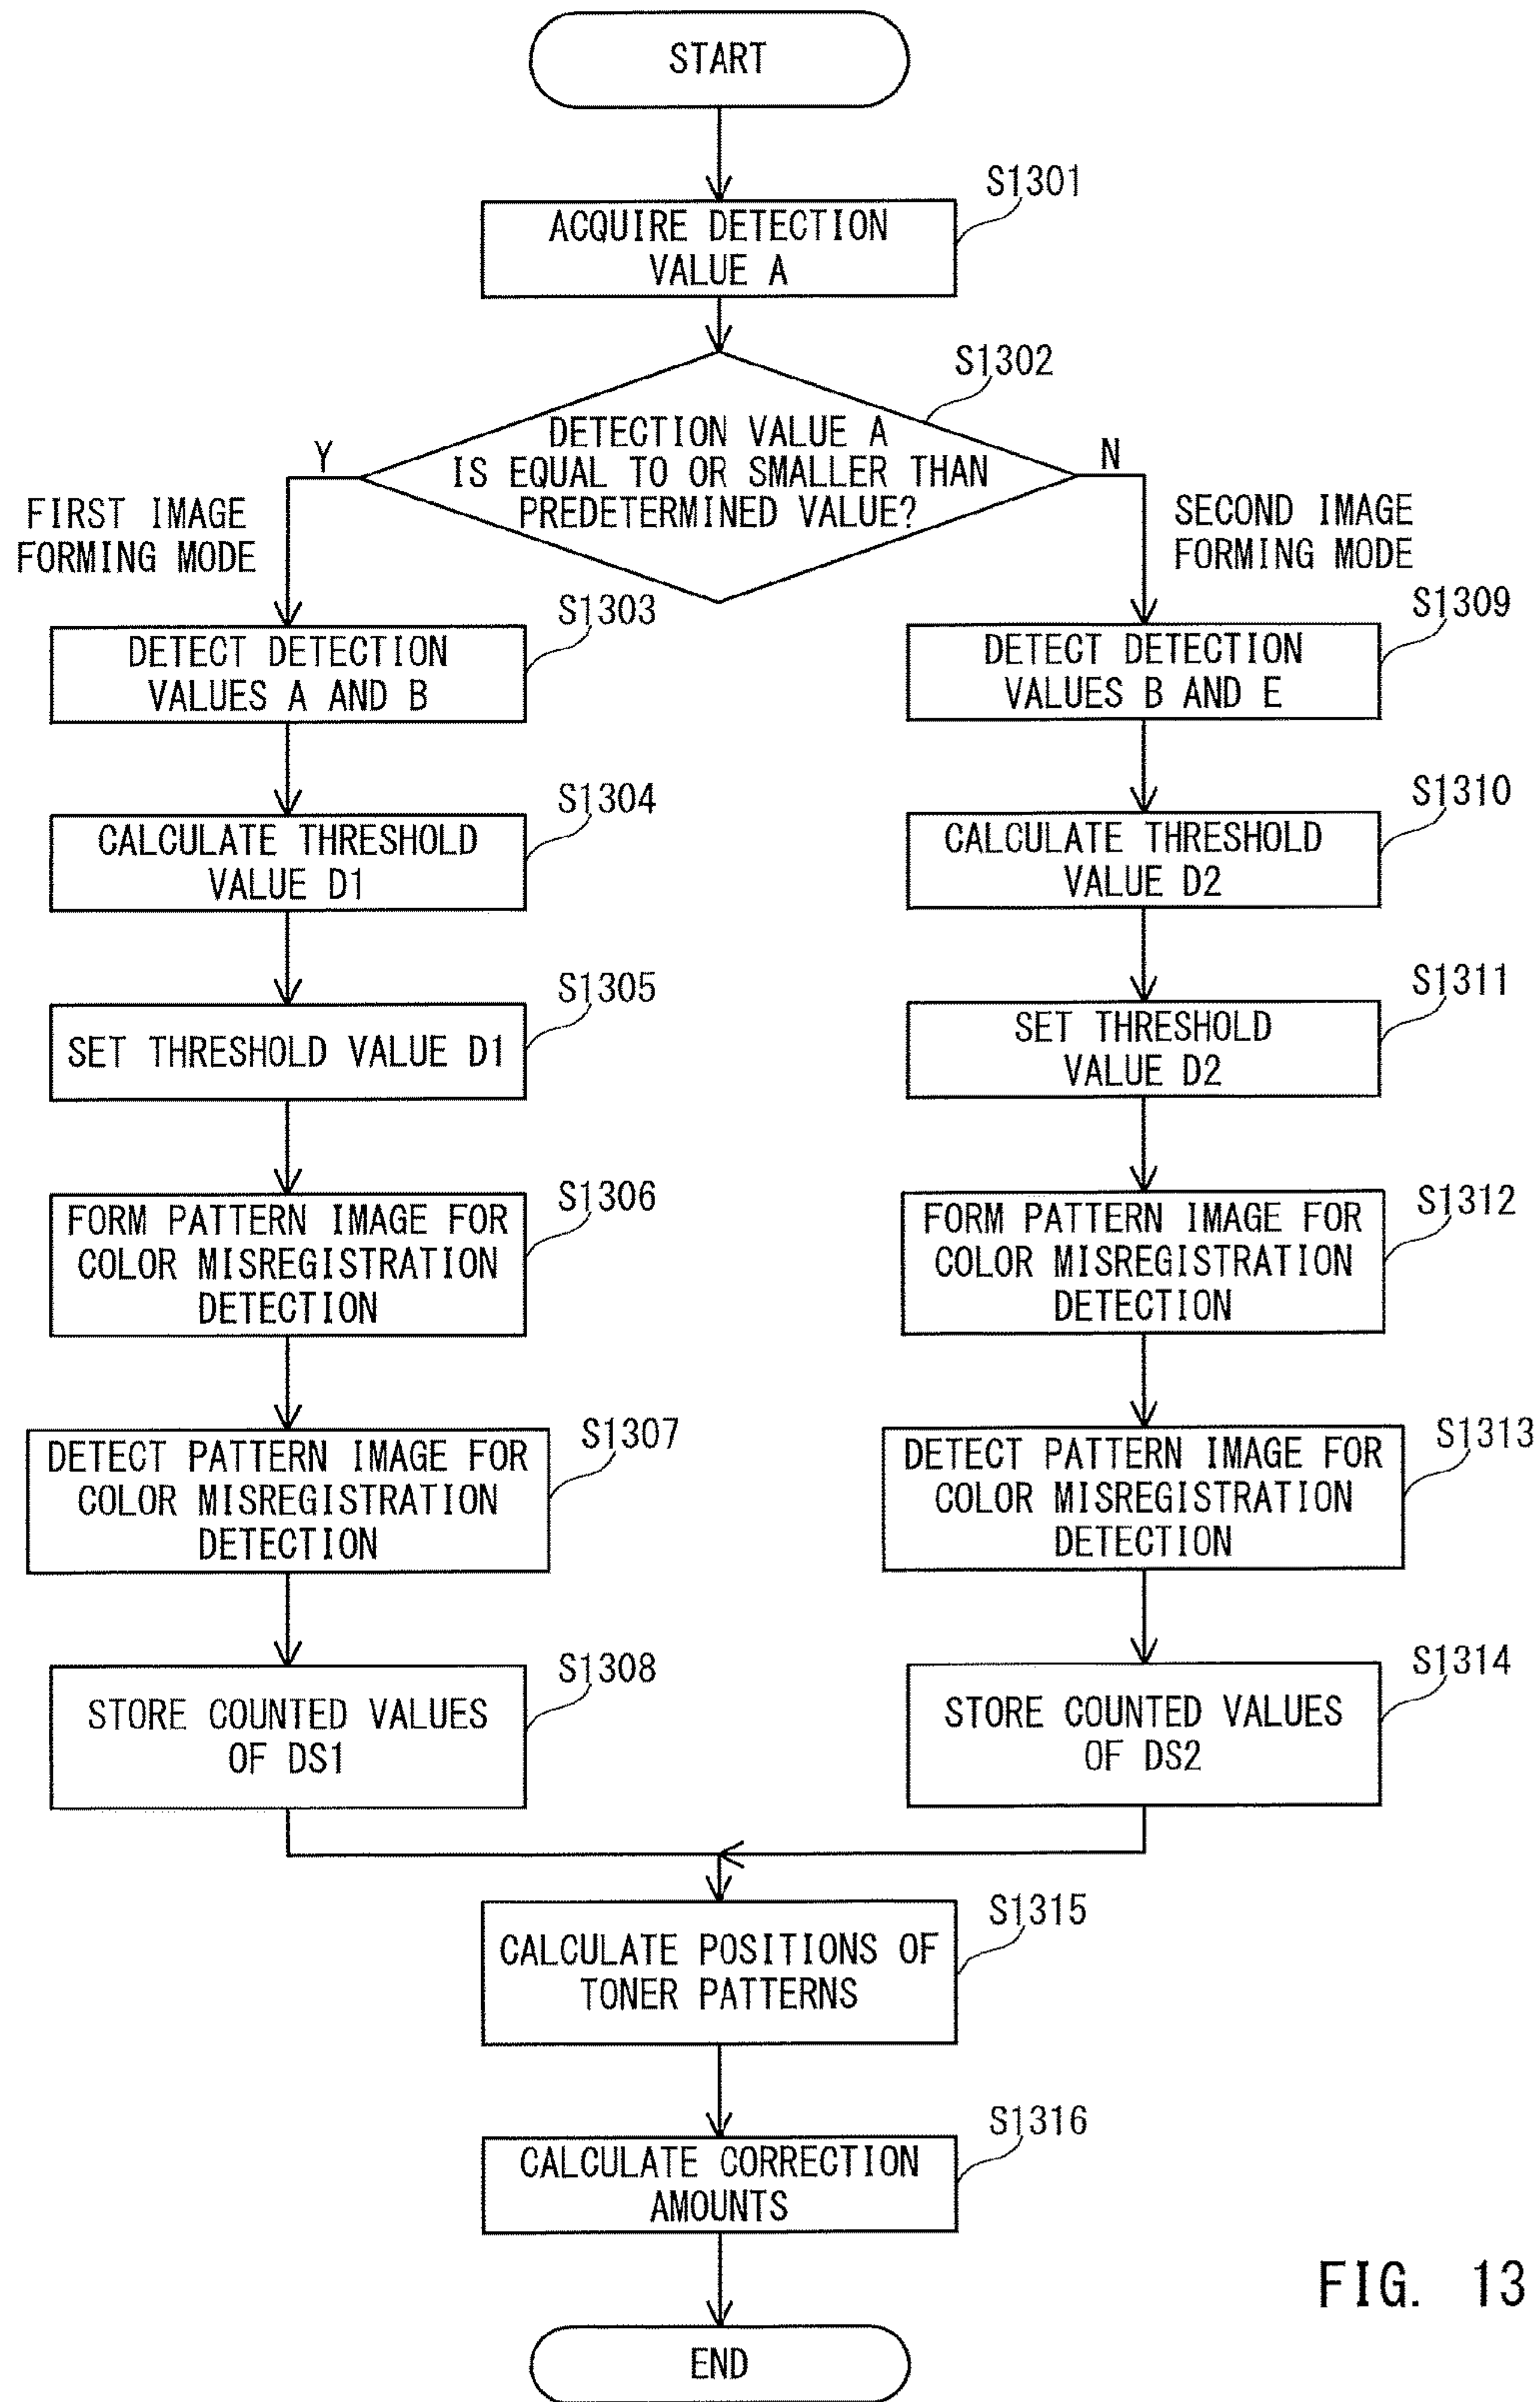 START
S1301
ACQUIRE DETECTION
VALUE A
S1302
DETECTION VALUE A
IS EQUAL TO OR SMALLER THAN
PREDETERMINED VALUE?
Y
N
FIRST IMAGE
FORMING MODE
SECOND IMAGE
FORMING MODE
S1303
DETECT DETECTION
VALUES A AND B
S1304
CALCULATE THRESHOLD
VALUE D1
S1305
SET THRESHOLD VALUE D1
S1306
FORM PATTERN IMAGE FOR
COLOR MISREGISTRATION
DETECTION
S1307
DETECT PATTERN IMAGE FOR
COLOR MISREGISTRATION
DETECTION
S1308
STORE COUNTED VALUES
OF DS1
S1309
DETECT DETECTION
VALUES B AND E
S1310
CALCULATE THRESHOLD
VALUE D2
S1311
SET THRESHOLD
VALUE D2
S1312
FORM PATTERN IMAGE FOR
COLOR MISREGISTRATION
DETECTION
S1313
DETECT PATTERN IMAGE FOR
COLOR MISREGISTRATION
DETECTION
S1314
STORE COUNTED VALUES
OF DS2
S1315
CALCULATE POSITIONS OF
TONER PATTERNS
S1316
CALCULATE CORRECTION
AMOUNTS
END
FIG. 13